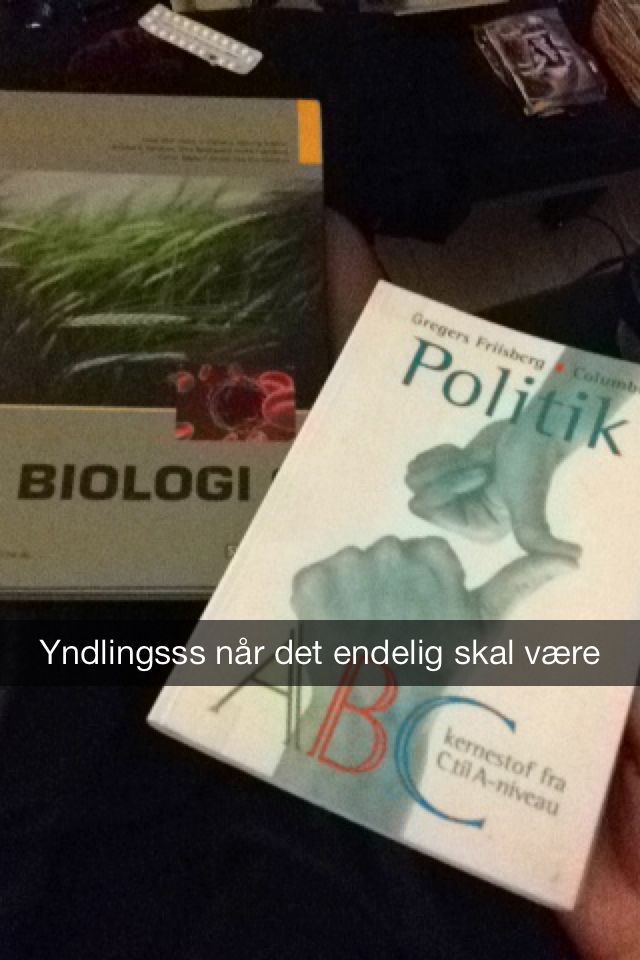 BIOLOGI
Gregers Friisberg • Columb
Politik
Yndlingsss når det endelig skal være
ABC
kernestof fra
C til A-niveau